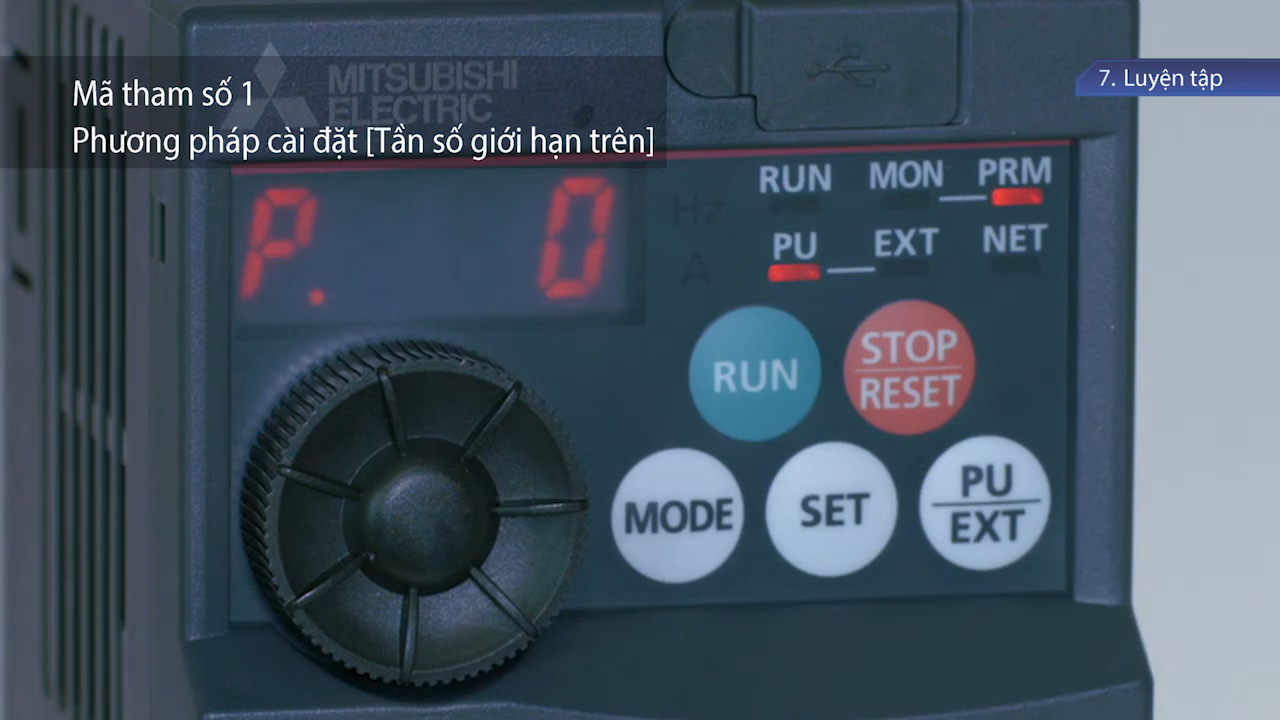 Mã tham số 1
Phương pháp cài đặt [Tần số giới hạn trên]
7. Luyện tập
MITSUBISHI
ELECTRIC
P. 0
Hz
A
RUN MON PRM
PU EXT NET
RUN
STOP
RESET
MODE
SET
PU
EXT